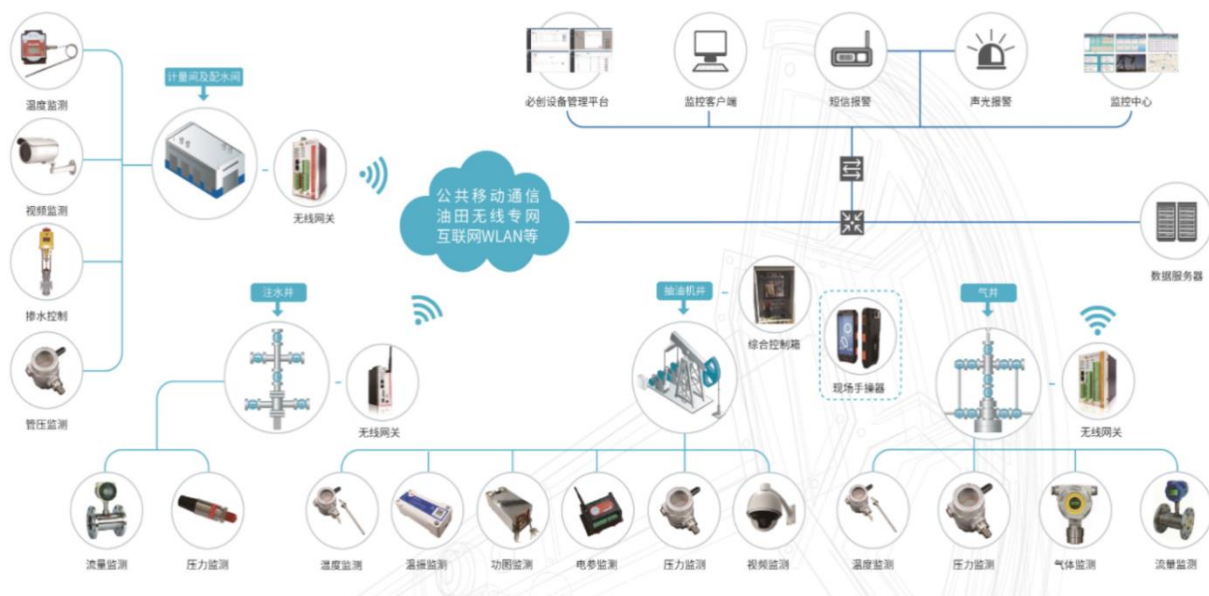 必创设备管理平台
监控客户端
短信报警
声光报警
监控中心
温度监测
计量间及配水间
视频监测
无线网关
公共移动通信
油田无线专网
互联网WLAN等
数据服务器
掺水控制
注水井
抽油机井
综合控制箱
现场手操器
气井
管压监测
无线网关
无线网关
流量监测
压力监测
温度监测
温振监测
功图监测
电参监测
压力监测
视频监测
温度监测
压力监测
气体监测
流量监测